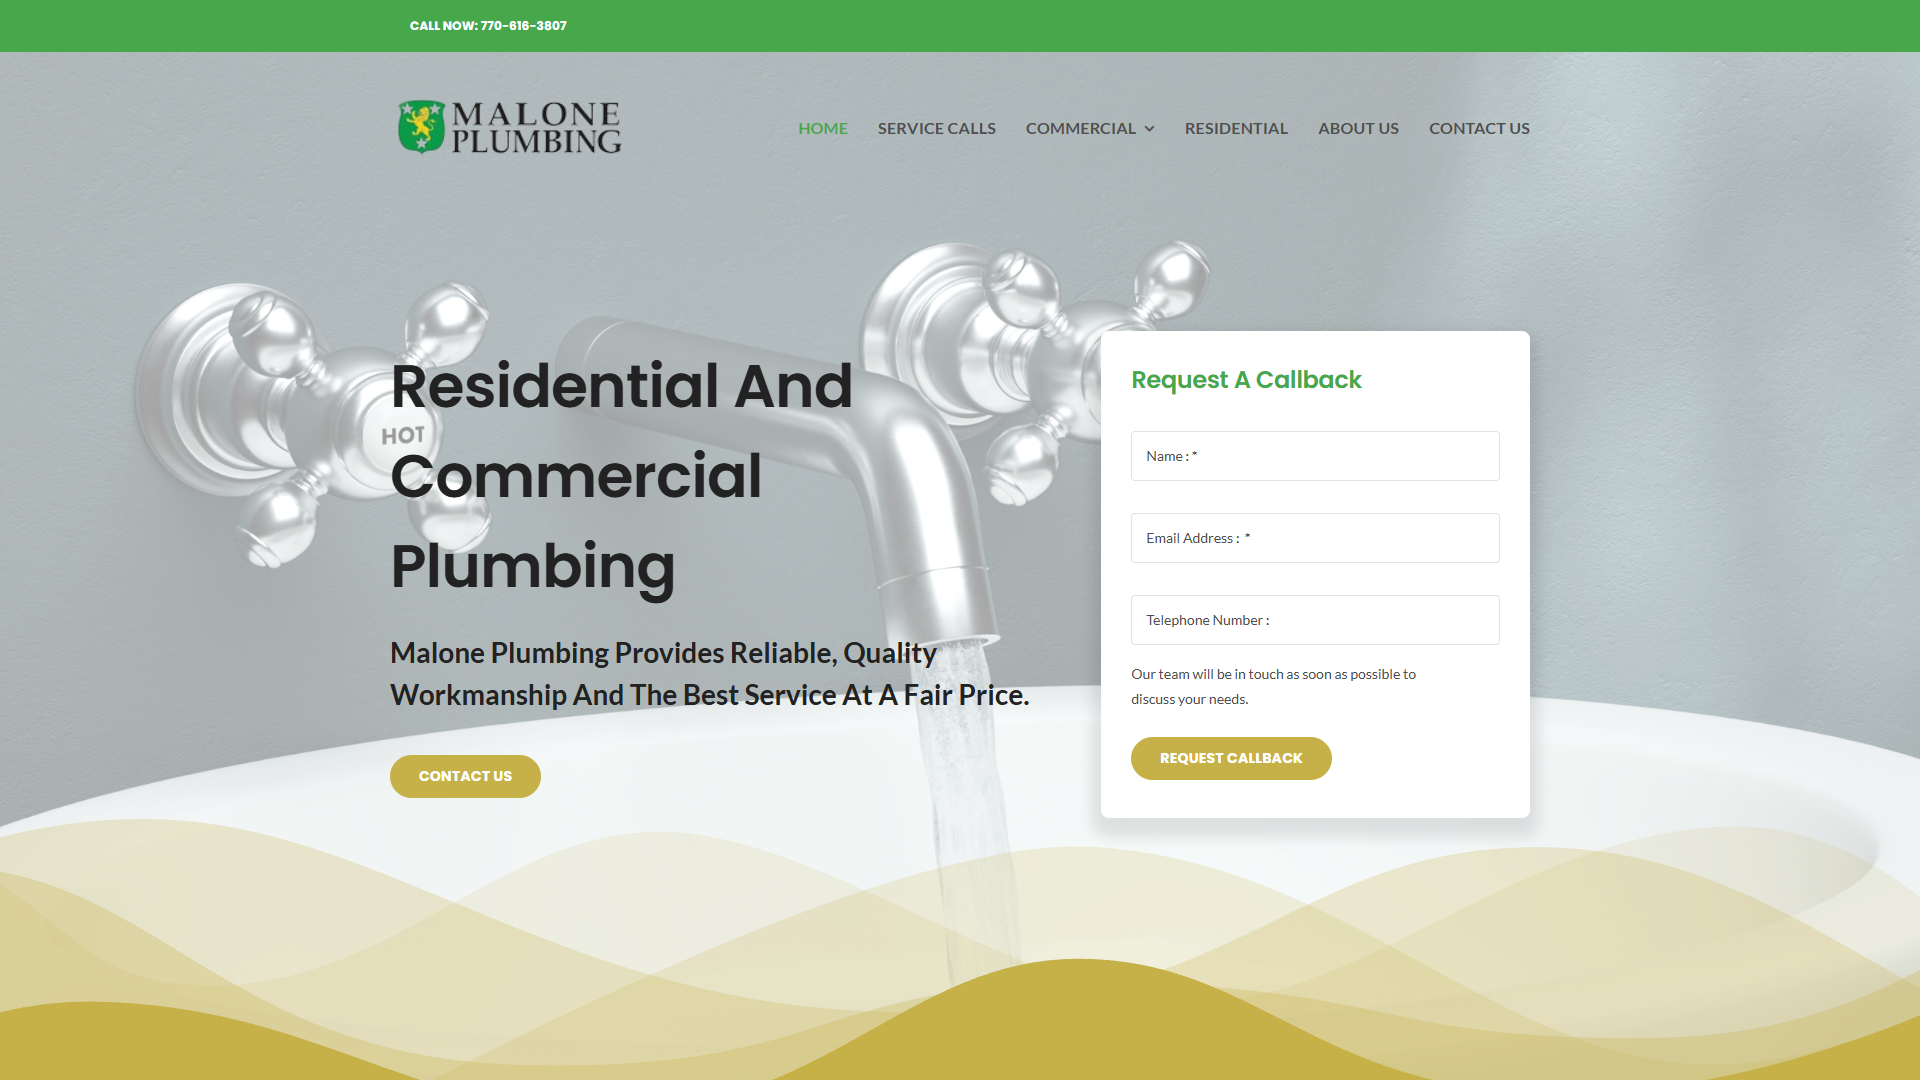 CALL NOW: 770-616-3807
MALONE
PLUMBING
HOME SERVICE CALLS COMMERCIAL RESIDENTIAL ABOUT US CONTACT US
HOT
Residential And
Commercial
Plumbing
Malone Plumbing Provides Reliable, Quality
Workmanship And The Best Service At A Fair Price.
CONTACT US
Request A Callback
Name : *
Email Address : *
Telephone Number :
Our team will be in touch as soon as possible to
discuss your needs.
REQUEST CALLBACK